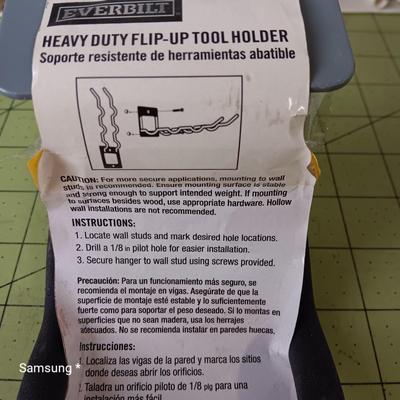 EVERBILT
HEAVY DUTY FLIP-UP TOOL HOLDER
Soporte resistente de herramientas abatible
CAUTION: For more secure applications, mounting to wall
studs is recommended. Ensure mounting surface is stable
and strong enough to support intended weight. If mounting
to surfaces besides wood, use appropriate hardware. Hollow
wall installations are not recommended.
INSTRUCTIONS:
1. Locate wall studs and mark desired hole locations.
2. Drill a 1/8 in pilot hole for easier installation.
3. Secure hanger to wall stud using screws provided.
Precaución: Para un funcionamiento más seguro, se
recomienda el montaje en vigas. Asegúrate de que la
superficie de montaje esté estable y lo suficientemente
fuerte como para soportar el peso deseado. Si lo montas en
superficies que no sean madera, usa los herrajes
adecuados. No se recomienda instalar en paredes huecas.
Instrucciones:
1. Localiza las vigas de la pared y marca los sitios
donde deseas abrir los orificios.
2. Taladra un orificio piloto de 1/8 plg para una
instalación más fácil.
Samsung *